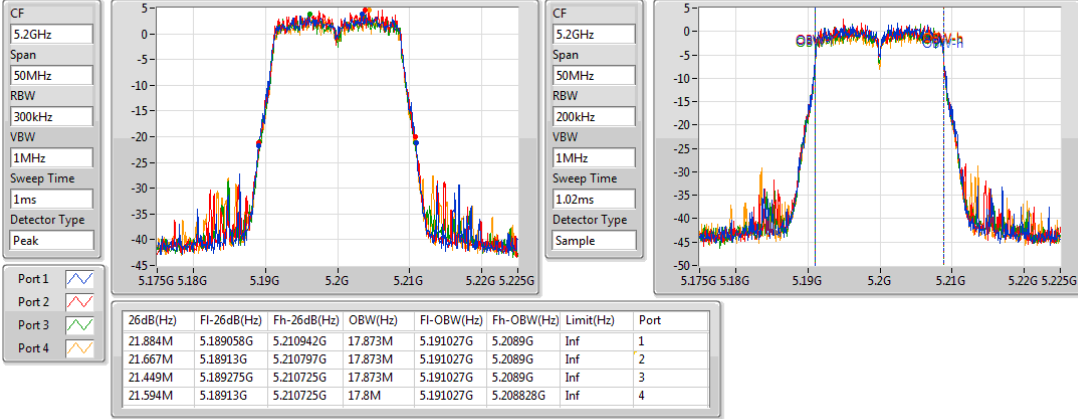 CF
5.2GHz
Span
50MHz
RBW
300kHz
VBW
1MHz
Sweep Time
1ms
Detector Type
Peak
5
0
-5
-10
-15
-20
-25
-30
-35
-40
-45
5.175G 5.18G 5.19G 5.2G 5.21G 5.22G 5.225G
CF
5.2GHz
Span
50MHz
RBW
200kHz
VBW
1MHz
Sweep Time
1.02ms
Detector Type
Sample
5
0
-5
-10
-15
-20
-25
-30
-35
-40
-45
-50
5.175G 5.18G 5.19G 5.2G 5.21G 5.22G 5.225G
Port 1
Port 2
Port 3
Port 4
26dB(Hz) Fl-26dB(Hz) Fh-26dB(Hz) OBW(Hz) Fl-OBW(Hz) Fh-OBW(Hz) Limit(Hz) Port
21.884M 5.189058G 5.210942G 17.873M 5.191027G 5.2089G Inf 1
21.667M 5.18913G 5.210797G 17.873M 5.191027G 5.2089G Inf 2
21.449M 5.189275G 5.210725G 17.873M 5.191027G 5.2089G Inf 3
21.594M 5.18913G 5.210725G 17.8M 5.191027G 5.208828G Inf 4